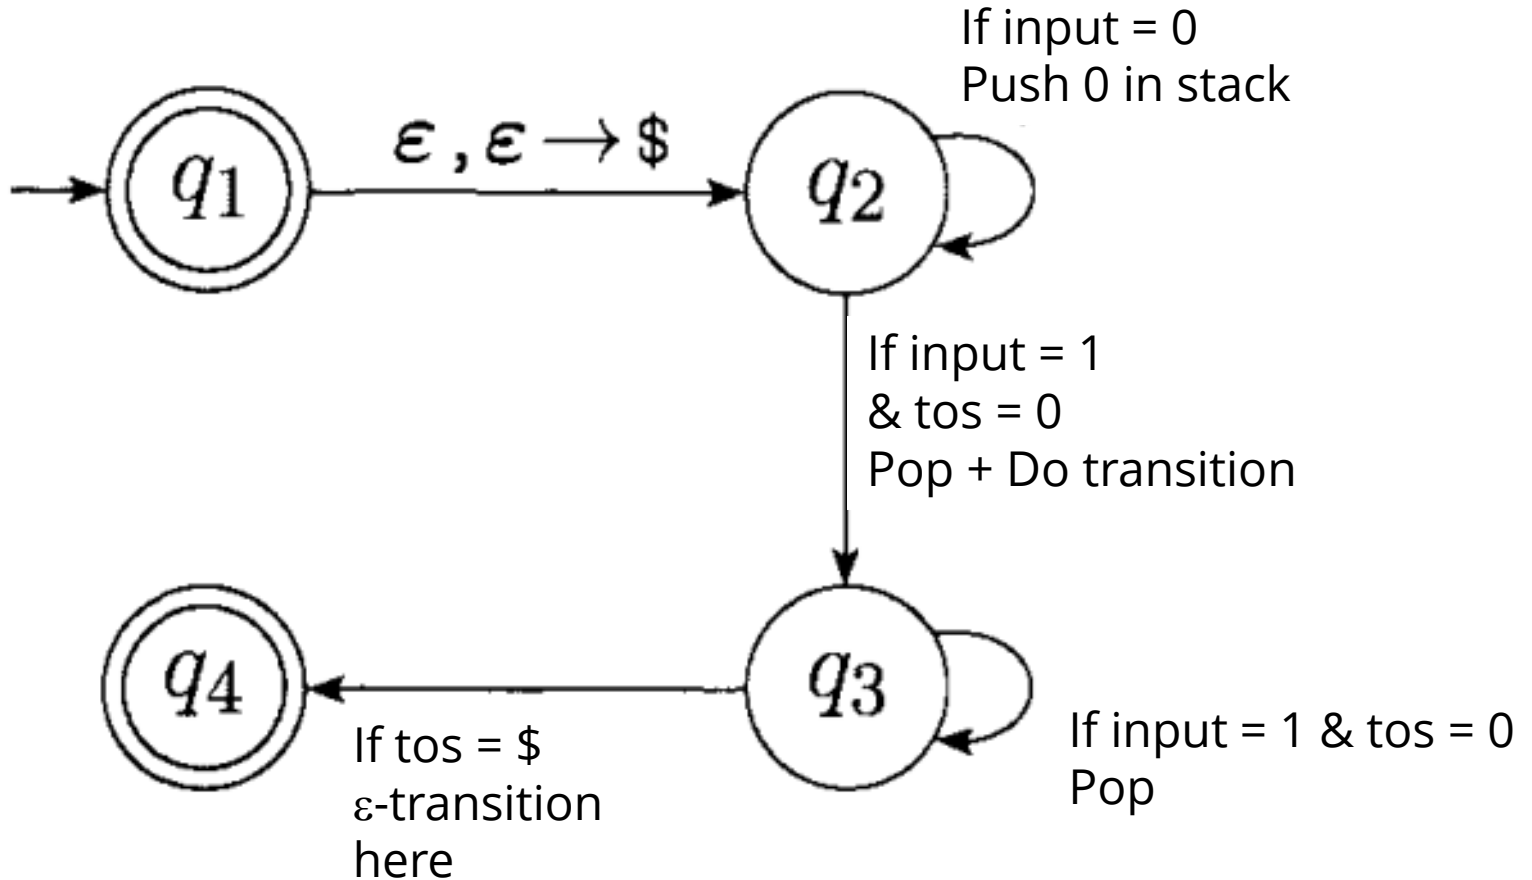 If input = 0
Push 0 in stack
ε , ε → $
q1
q2
If input = 1
& tos = 0
Pop + Do transition
q4
q3
If tos = $
ε-transition
here
If input = 1 & tos = 0
Pop